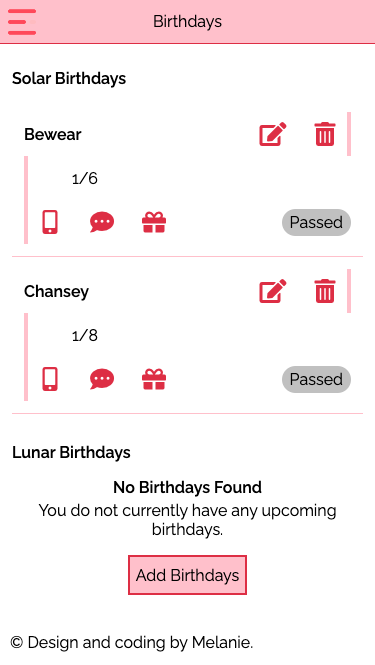 Birthdays
Solar Birthdays
Bewear
1/6
Passed
Chansey
1/8
Passed
Lunar Birthdays
No Birthdays Found
You do not currently have any upcoming
birthdays.
Add Birthdays
© Design and coding by Melanie.